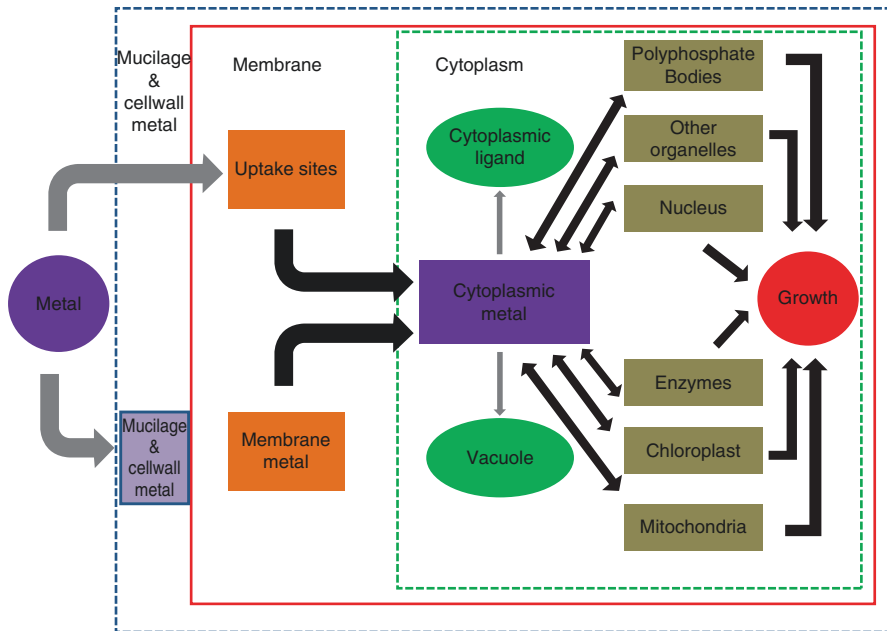 Mucilage
&
cellwall
metal
Membrane
Cytoplasm
Polyphosphate
Bodies
Cytoplasmic
ligand
Other
organelles
Uptake sites
Nucleus
Metal
Cytoplasmic
metal
Growth
Enzymes
Mucilage
&
cellwall
metal
Membrane
metal
Vacuole
Chloroplast
Mitochondria